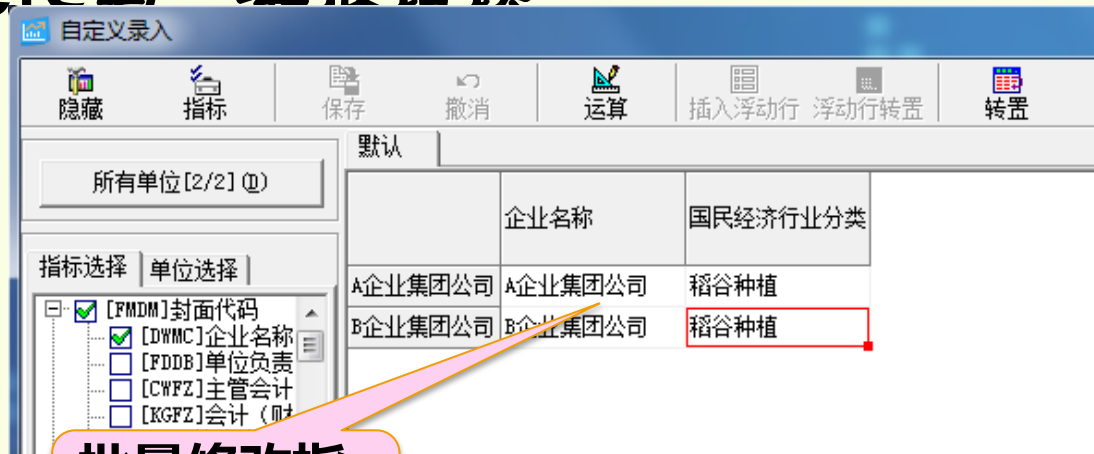 自定义录入
隐藏 指标 保存 撤消 运算 插入浮动行 浮动行转置 转置
默认
所有单位[2/2](D)
企业名称 国民经济行业分类
指标选择 单位选择
A企业集团公司 A企业集团公司 稻谷种植
B企业集团公司 B企业集团公司 稻谷种植
[FMDM]封面代码
[DWMC]企业名称
[FDDB]单位负责
[CWFZ]主管会计
[KGFZ]会计（财
批量修改指